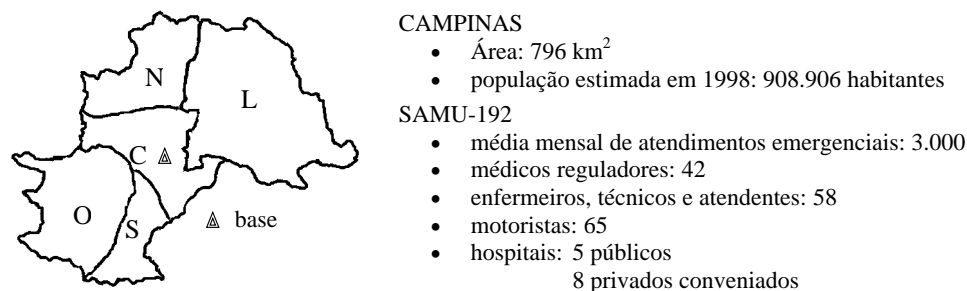 N
L
C
O
S
base
CAMPINAS
• Área: 796 km²
• população estimada em 1998: 908.906 habitantes
SAMU-192
• média mensal de atendimentos emergenciais: 3.000
• médicos reguladores: 42
• enfermeiros, técnicos e atendentes: 58
• motoristas: 65
• hospitais: 5 públicos
8 privados conveniados